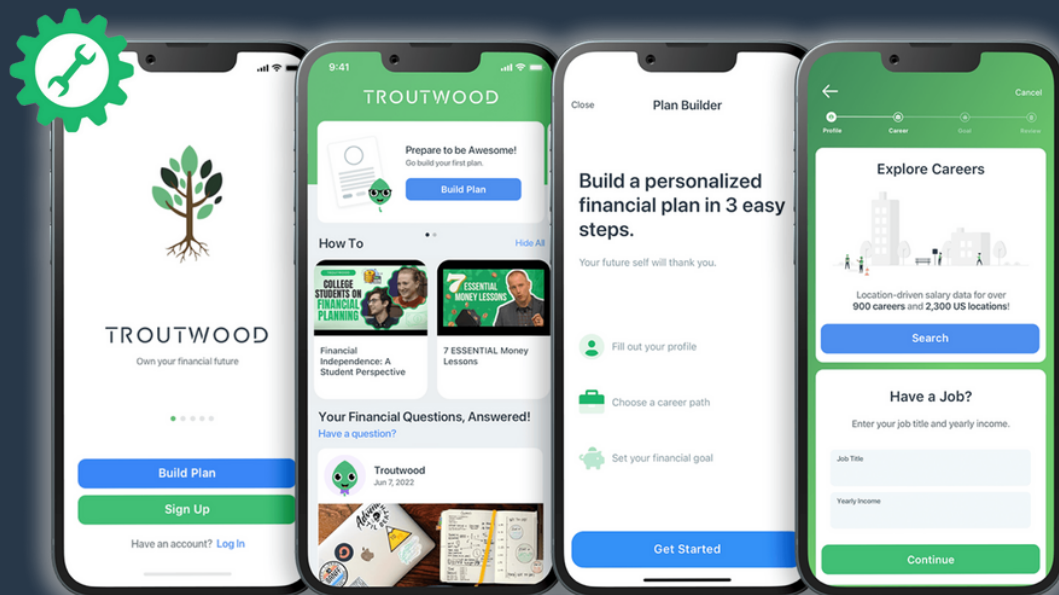 TROUTWOOD
Own your financial future
Build Plan
Sign Up
Have an account? Log In
9:41
TROUTWOOD
Prepare to be Awesome!
Go build your first plan.
Build Plan
How To
Hide All
COLLEGE
STUDENTS ON
FINANCIAL
PLANNING
7 ESSENTIAL
MONEY LESSONS
Financial
Independence: A
Student Perspective
7 ESSENTIAL Money
Lessons
Your Financial Questions, Answered!
Have a question?
Troutwood
Jun 7, 2022
Close
Plan Builder
Build a personalized
financial plan in 3 easy
steps.
Your future self will thank you.
Fill out your profile
Choose a career path
Set your financial goal
Get Started
Cancel
Profile
Career
Goal
Review
Explore Careers
Location-driven salary data for over
900 careers and 2,300 US locations!
Search
Have a Job?
Enter your job title and yearly income.
Job Title
Yearly Income
Continue